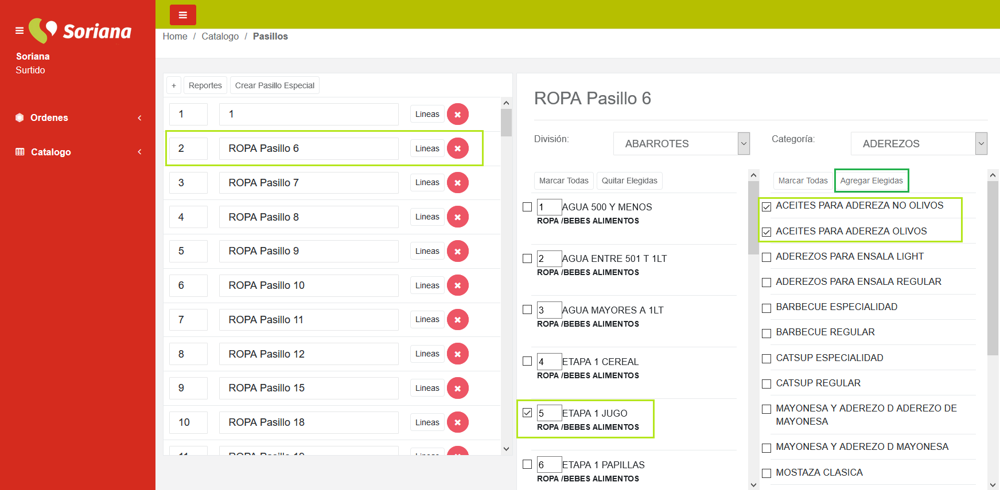 Soriana
Soriana
Surtido
Ordenes
Catalogo
Home / Catalogo / Pasillos
+ Reportes Crear Pasillo Especial
1 1 Lineas
2 ROPA Pasillo 6 Lineas
3 ROPA Pasillo 7 Lineas
4 ROPA Pasillo 8 Lineas
5 ROPA Pasillo 9 Lineas
6 ROPA Pasillo 10 Lineas
7 ROPA Pasillo 11 Lineas
8 ROPA Pasillo 12 Lineas
9 ROPA Pasillo 15 Lineas
10 ROPA Pasillo 18 Lineas
11 ROPA Pasillo 19 Lineas
ROPA Pasillo 6
División: ABARROTES Categoría: ADEREZOS
Marcar Todas Quitar Elegidas
1 AGUA 500 Y MENOS
ROPA /BEBES ALIMENTOS
2 AGUA ENTRE 501 T 1LT
ROPA /BEBES ALIMENTOS
3 AGUA MAYORES A 1LT
ROPA /BEBES ALIMENTOS
4 ETAPA 1 CEREAL
ROPA /BEBES ALIMENTOS
5 ETAPA 1 JUGO
ROPA /BEBES ALIMENTOS
6 ETAPA 1 PAPILLAS
ROPA /BEBES ALIMENTOS
Marcar Todas Agregar Elegidas
ACEITES PARA ADEREZA NO OLIVOS
ACEITES PARA ADEREZA OLIVOS
ADEREZOS PARA ENSALA LIGHT
ADEREZOS PARA ENSALA REGULAR
BARBECUE ESPECIALIDAD
BARBECUE REGULAR
CATSUP ESPECIALIDAD
CATSUP REGULAR
MAYONESA Y ADEREZO D ADEREZO DE
MAYONESA
MAYONESA Y ADEREZO D MAYONESA
MOSTAZA CLASICA